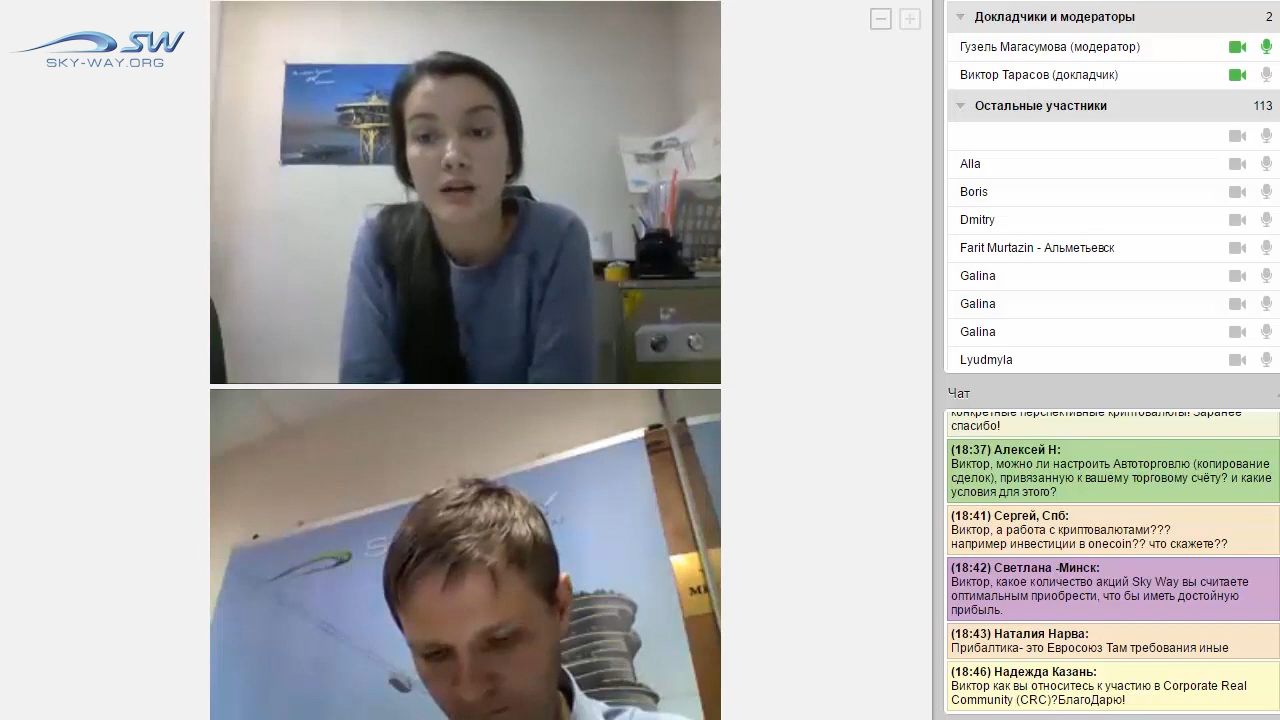 SW
SKY-WAY.ORG
Докладчики и модераторы 2
Гузель Магасумова (модератор)
Виктор Тарасов (докладчик)
Остальные участники 113
Alla
Boris
Dmitry
Farit Murtazin - Альметьевск
Galina
Galina
Galina
Lyudmyla
Чат
конкретные перспективные криптовалюты! Заранее
спасибо!
(18:37) Алексей Н:
Виктор, можно ли настроить Автоторговлю (копирование
сделок), привязанную к вашему торговому счёту? и какие
условия для этого?
(18:41) Сергей, Спб:
Виктор, а работа с криптовалютами???
например инвестиции в onecoin?? что скажете??
(18:42) Светлана -Минск:
Виктор, какое количество акций Sky Way вы считаете
оптимальным приобрести, что бы иметь достойную
прибыль.
(18:43) Наталия Нарва:
Прибалтика- это Евросоюз Там требования иные
(18:46) Надежда Казань:
Виктор как вы относитесь к участию в Corporate Real
Community (CRC)?БлагоДарю!